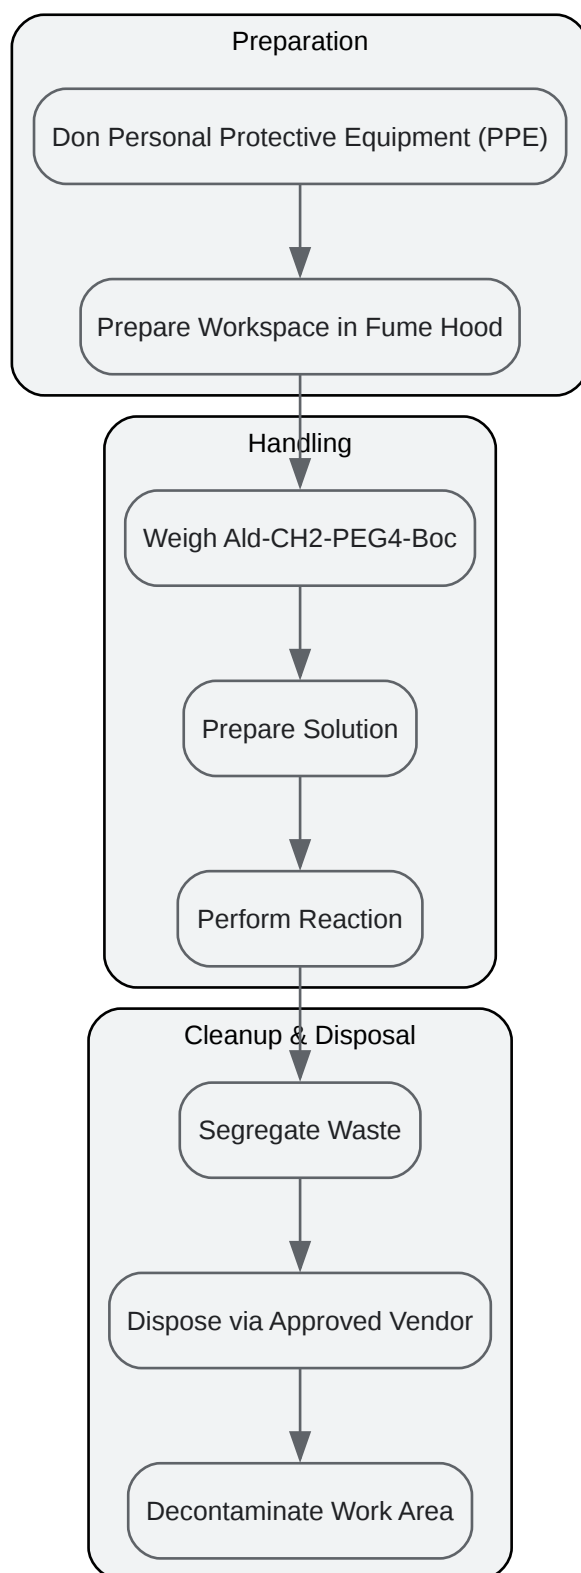 Preparation
Don Personal Protective Equipment (PPE)
Prepare Workspace in Fume Hood
Handling
Weigh Ald-CH2-PEG4-Boc
Prepare Solution
Perform Reaction
Cleanup & Disposal
Segregate Waste
Dispose via Approved Vendor
Decontaminate Work Area